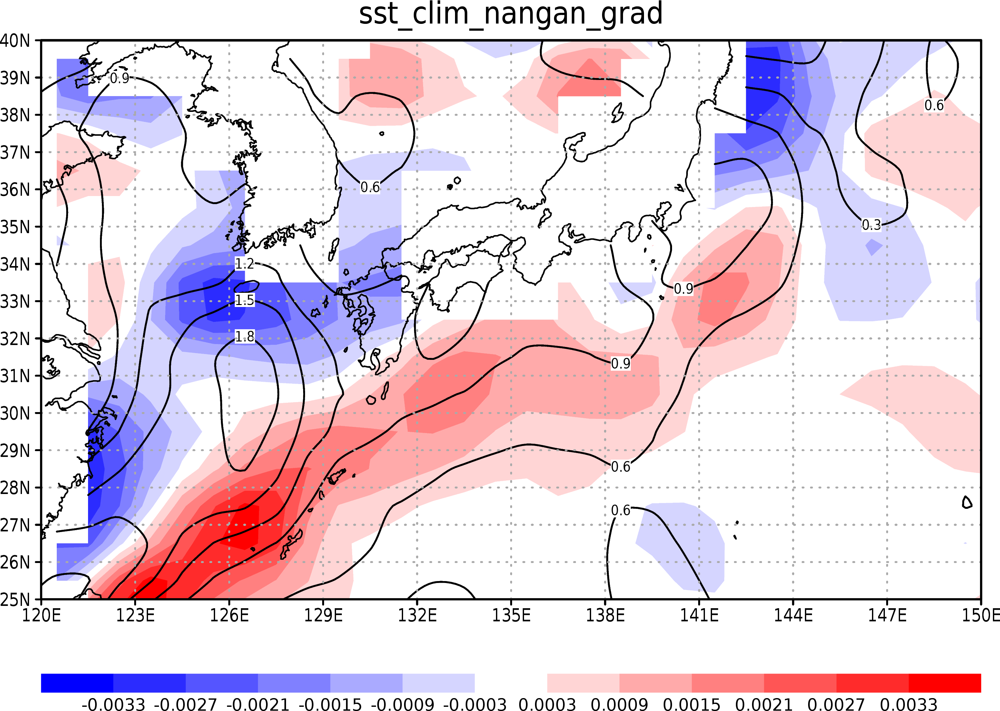 sst_clim_nangan_grad
40N
39N
0.9
38N
0.6
37N
36N
0.6
35N
0.3
34N
1.2
0.9
33N
1.5
32N
1.8
0.9
31N
30N
29N
0.6
28N
0.6
27N
26N
25N
120E 123E 126E 129E 132E 135E 138E 141E 144E 147E 150E
-0.0033 -0.0027 -0.0021 -0.0015 -0.0009 -0.0003 0.0003 0.0009 0.0015 0.0021 0.0027 0.0033